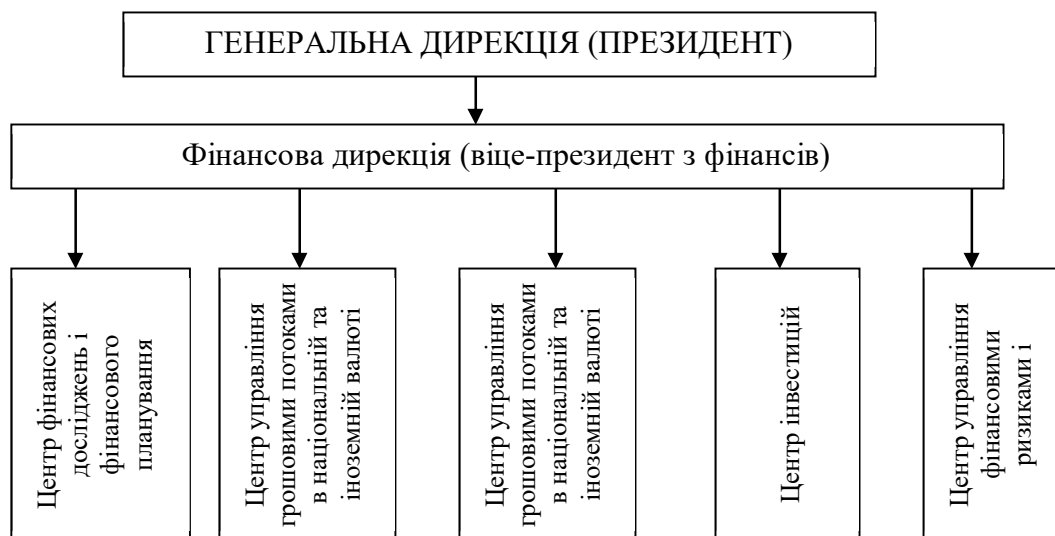 ГЕНЕРАЛЬНА ДИРЕКЦІЯ (ПРЕЗИДЕНТ)
Фінансова дирекція (віце-президент з фінансів)
Центр фінансових
досліджень і
фінансового
планування
Центр управління
грошовими потоками
в національній та
іноземній валюті
Центр управління
грошовими потоками
в національній та
іноземній валюті
Центр інвестицій
Центр управління
фінансовими
ризиками і